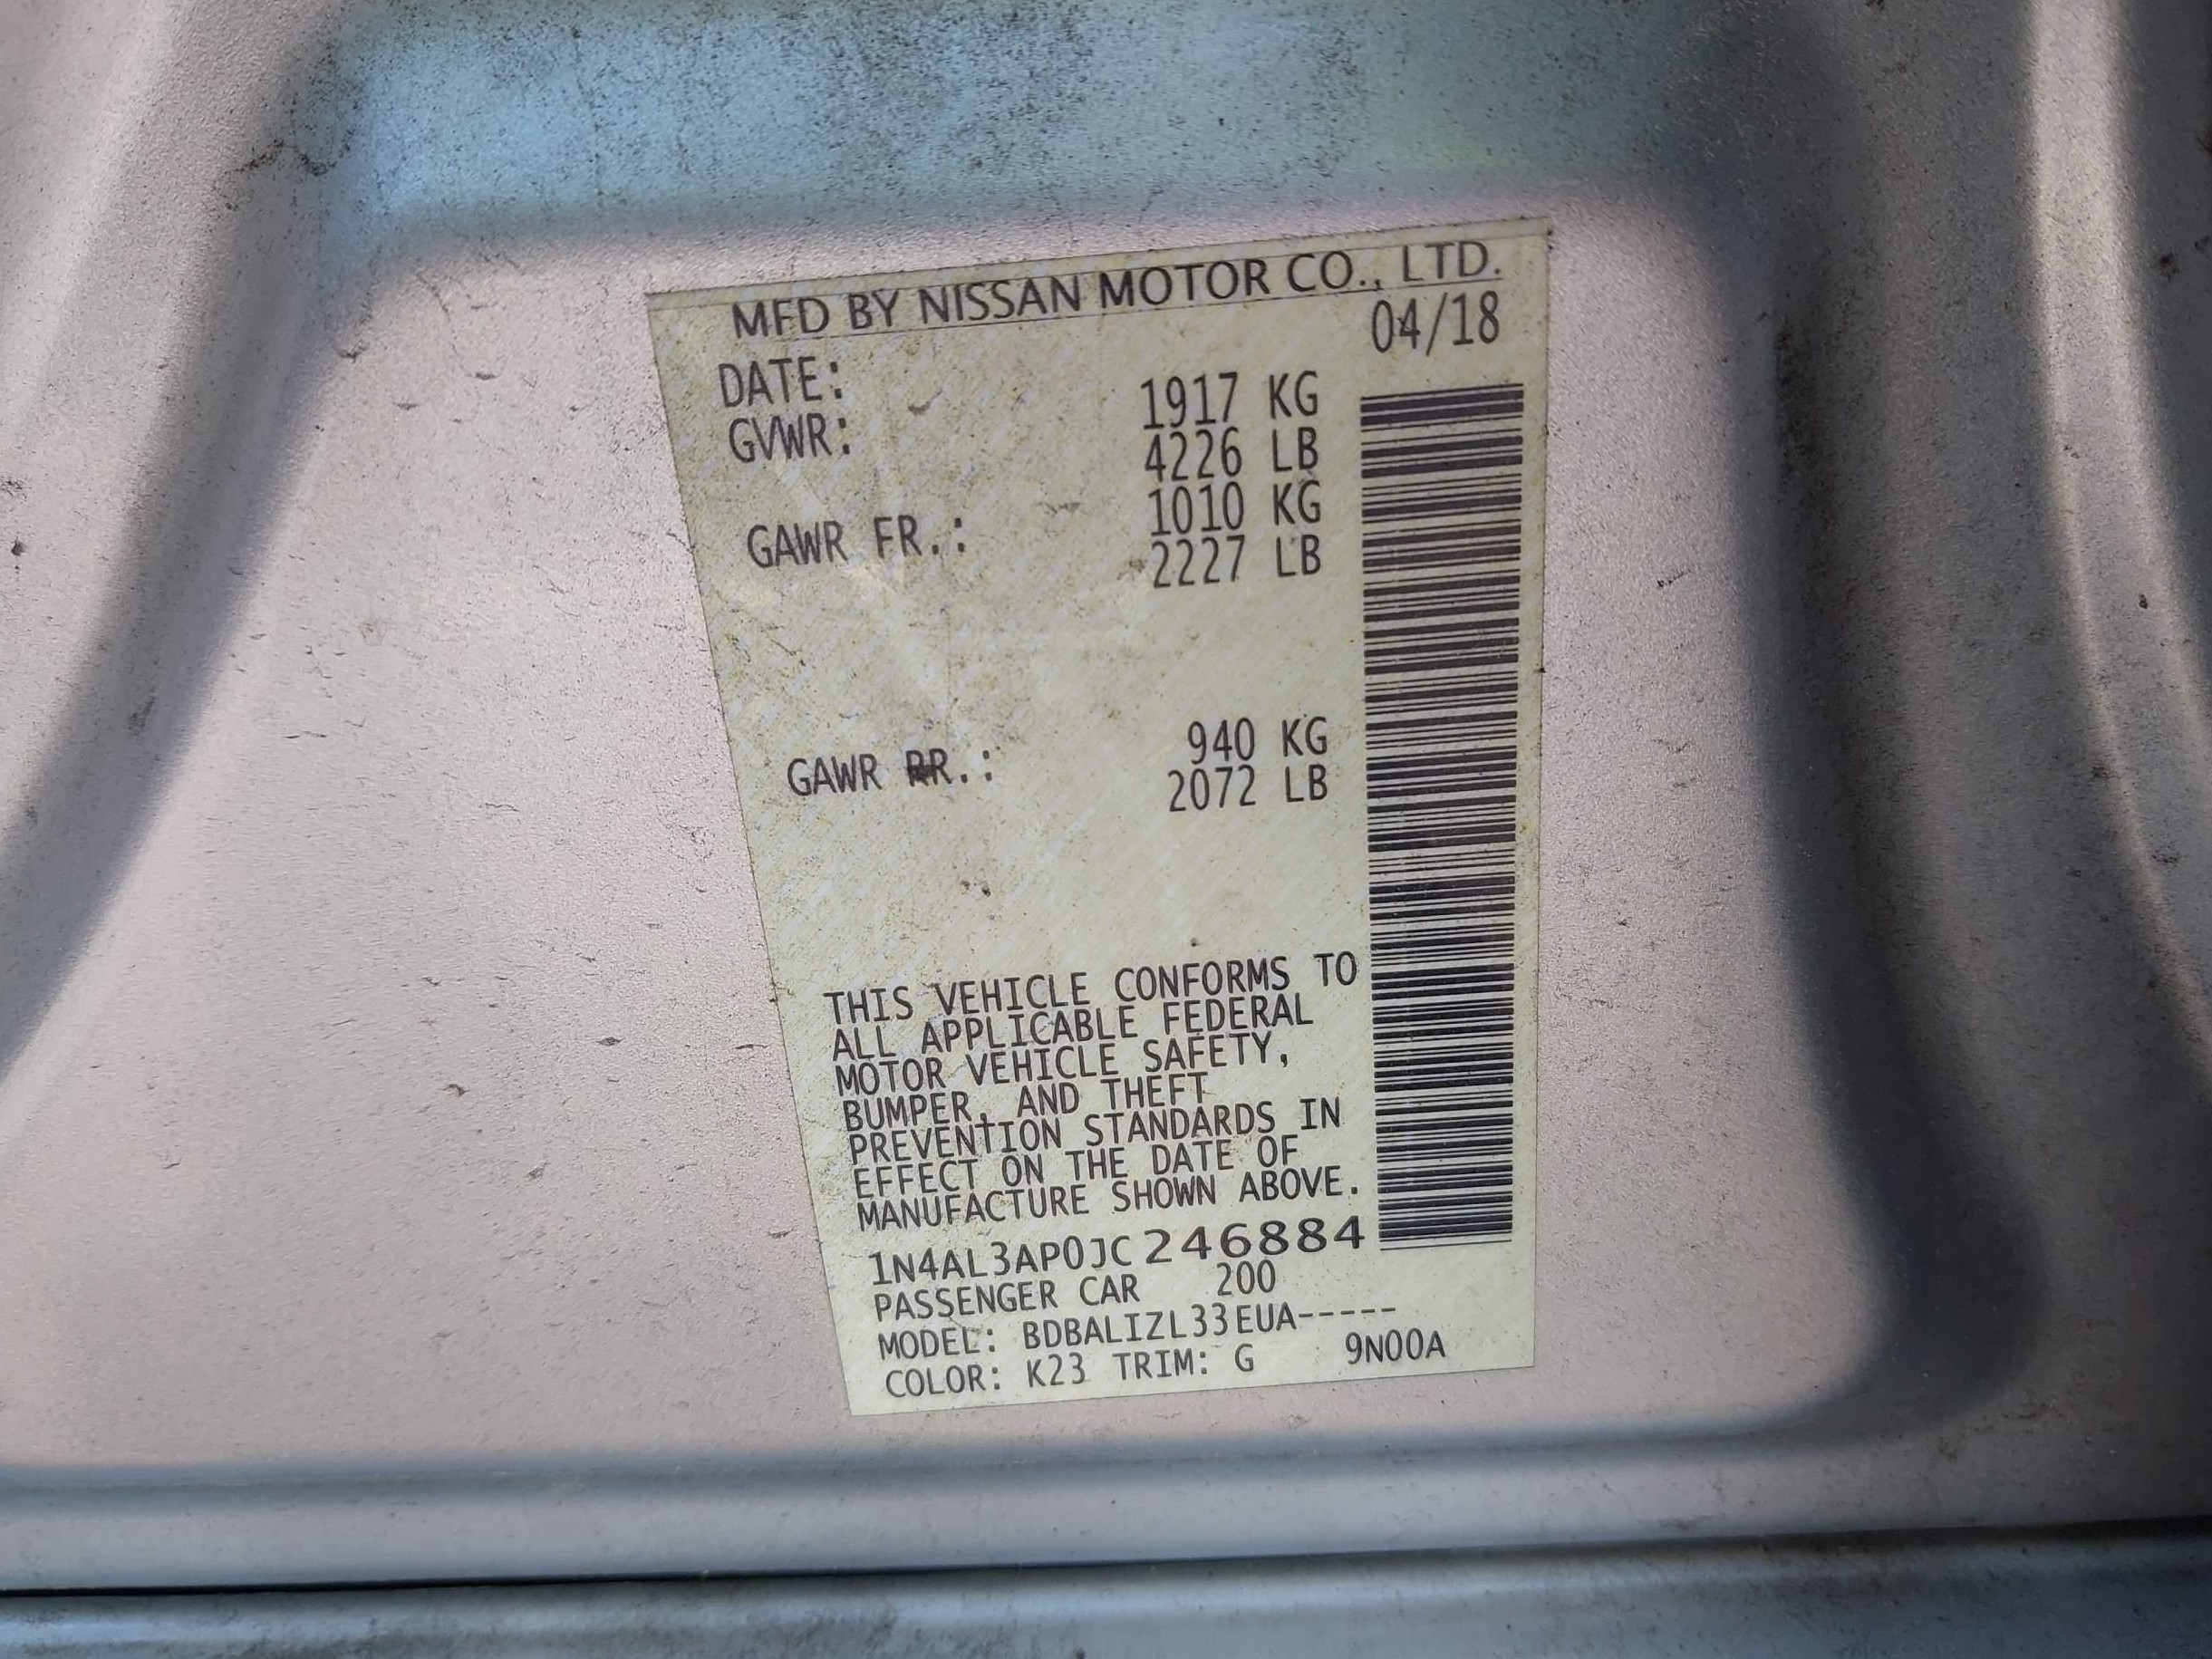 MFD BY NISSAN MOTOR CO., LTD.
DATE: 04/18
GVWR: 1917 KG
4226 LB
GAWR FR.: 1010 KG
2227 LB
GAWR RR.: 940 KG
2072 LB
THIS VEHICLE CONFORMS TO
ALL APPLICABLE FEDERAL
MOTOR VEHICLE SAFETY,
BUMPER, AND THEFT
PREVENTION STANDARDS IN
EFFECT ON THE DATE OF
MANUFACTURE SHOWN ABOVE.
1N4AL3AP0JC246884
PASSENGER CAR 200
MODEL: BDBALIZL33EUA-----
COLOR: K23 TRIM: G 9N00A